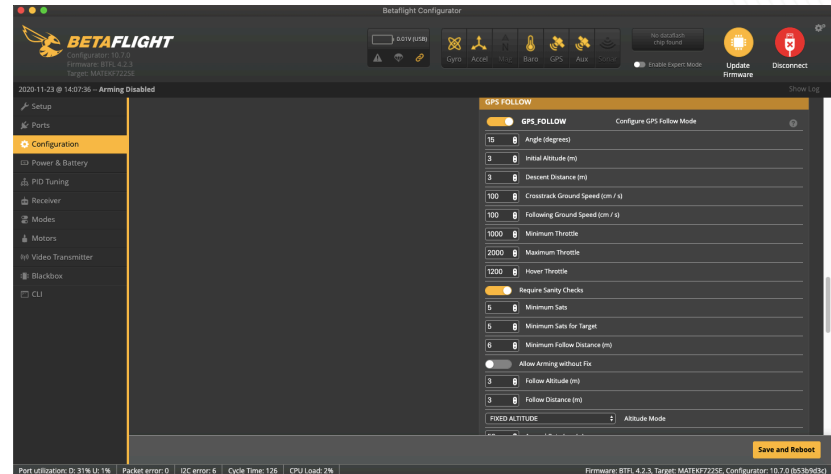 Betaflight Configurator
BETAFLIGHT
Configurator: 10.7.0
Firmware: BTFL 4.2.3
Target: MATEKF722SE
0.01V (USB)
Gyro Accel Mag Baro GPS Aux Sonar
No dataflash
chip found
Enable Expert Mode
Update
Firmware
Disconnect
2020-11-23 @ 14:07:36 -- Arming Disabled
Show Log
Setup
Ports
Configuration
Power & Battery
PID Tuning
Receiver
Modes
Motors
Video Transmitter
Blackbox
CLI
GPS FOLLOW
GPS_FOLLOW Configure GPS Follow Mode
15 Angle (degrees)
3 Initial Altitude (m)
3 Descent Distance (m)
100 Crosstrack Ground Speed (cm / s)
100 Following Ground Speed (cm / s)
1000 Minimum Throttle
2000 Maximum Throttle
1200 Hover Throttle
Require Sanity Checks
5 Minimum Sats
5 Minimum Sats for Target
6 Minimum Follow Distance (m)
Allow Arming without Fix
3 Follow Altitude (m)
3 Follow Distance (m)
FIXED ALTITUDE Altitude Mode
Save and Reboot
Port utilization: D: 31% U: 1% Packet error: 0 I2C error: 6 Cycle Time: 126 CPU Load: 2%
Firmware: BTFL 4.2.3, Target: MATEKF722SE, Configurator: 10.7.0 (b53b9d3c)